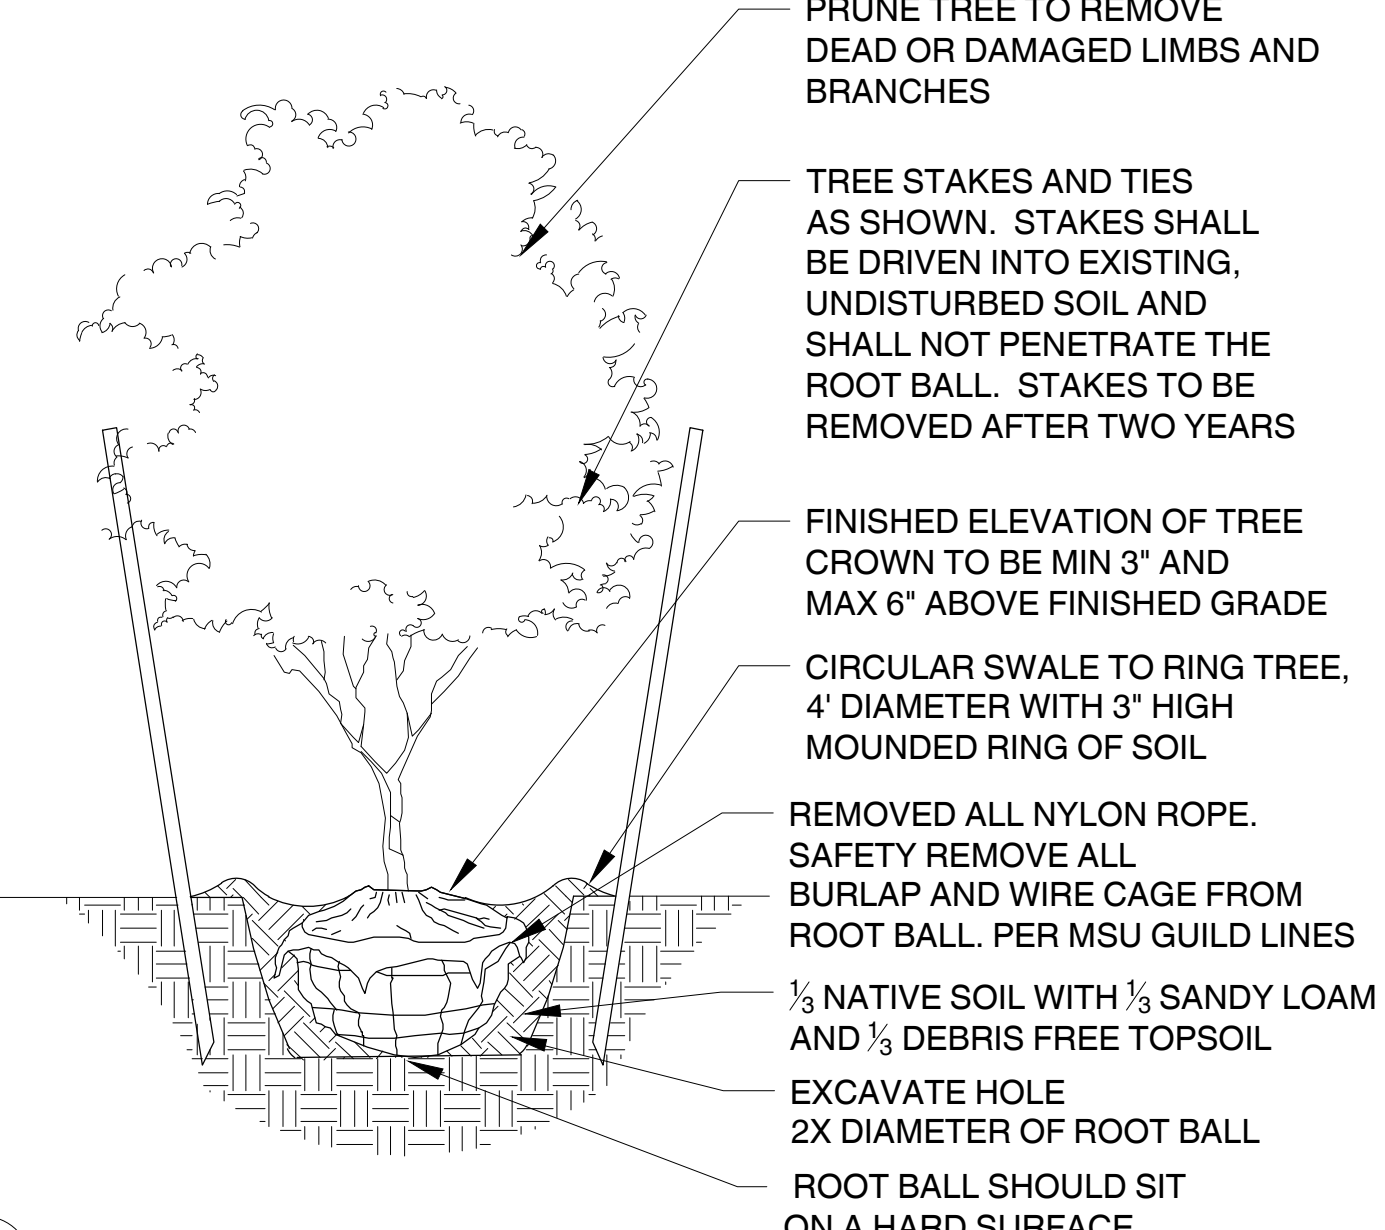 PRUNE TREE TO REMOVE
DEAD OR DAMAGED LIMBS AND
BRANCHES
TREE STAKES AND TIES
AS SHOWN.  STAKES SHALL
BE DRIVEN INTO EXISTING,
UNDISTURBED SOIL AND
SHALL NOT PENETRATE THE
ROOT BALL.  STAKES TO BE
REMOVED AFTER TWO YEARS
FINISHED ELEVATION OF TREE
CROWN TO BE MIN 3" AND
MAX 6" ABOVE FINISHED GRADE
CIRCULAR SWALE TO RING TREE,
4' DIAMETER WITH 3" HIGH
MOUNDED RING OF SOIL
REMOVED ALL NYLON ROPE.
SAFETY REMOVE ALL
BURLAP AND WIRE CAGE FROM
ROOT BALL. PER MSU GUILD LINES
⅓ NATIVE SOIL WITH ⅓ SANDY LOAM
AND ⅓ DEBRIS FREE TOPSOIL
EXCAVATE HOLE
2X DIAMETER OF ROOT BALL
ROOT BALL SHOULD SIT
ON A HARD SURFACE